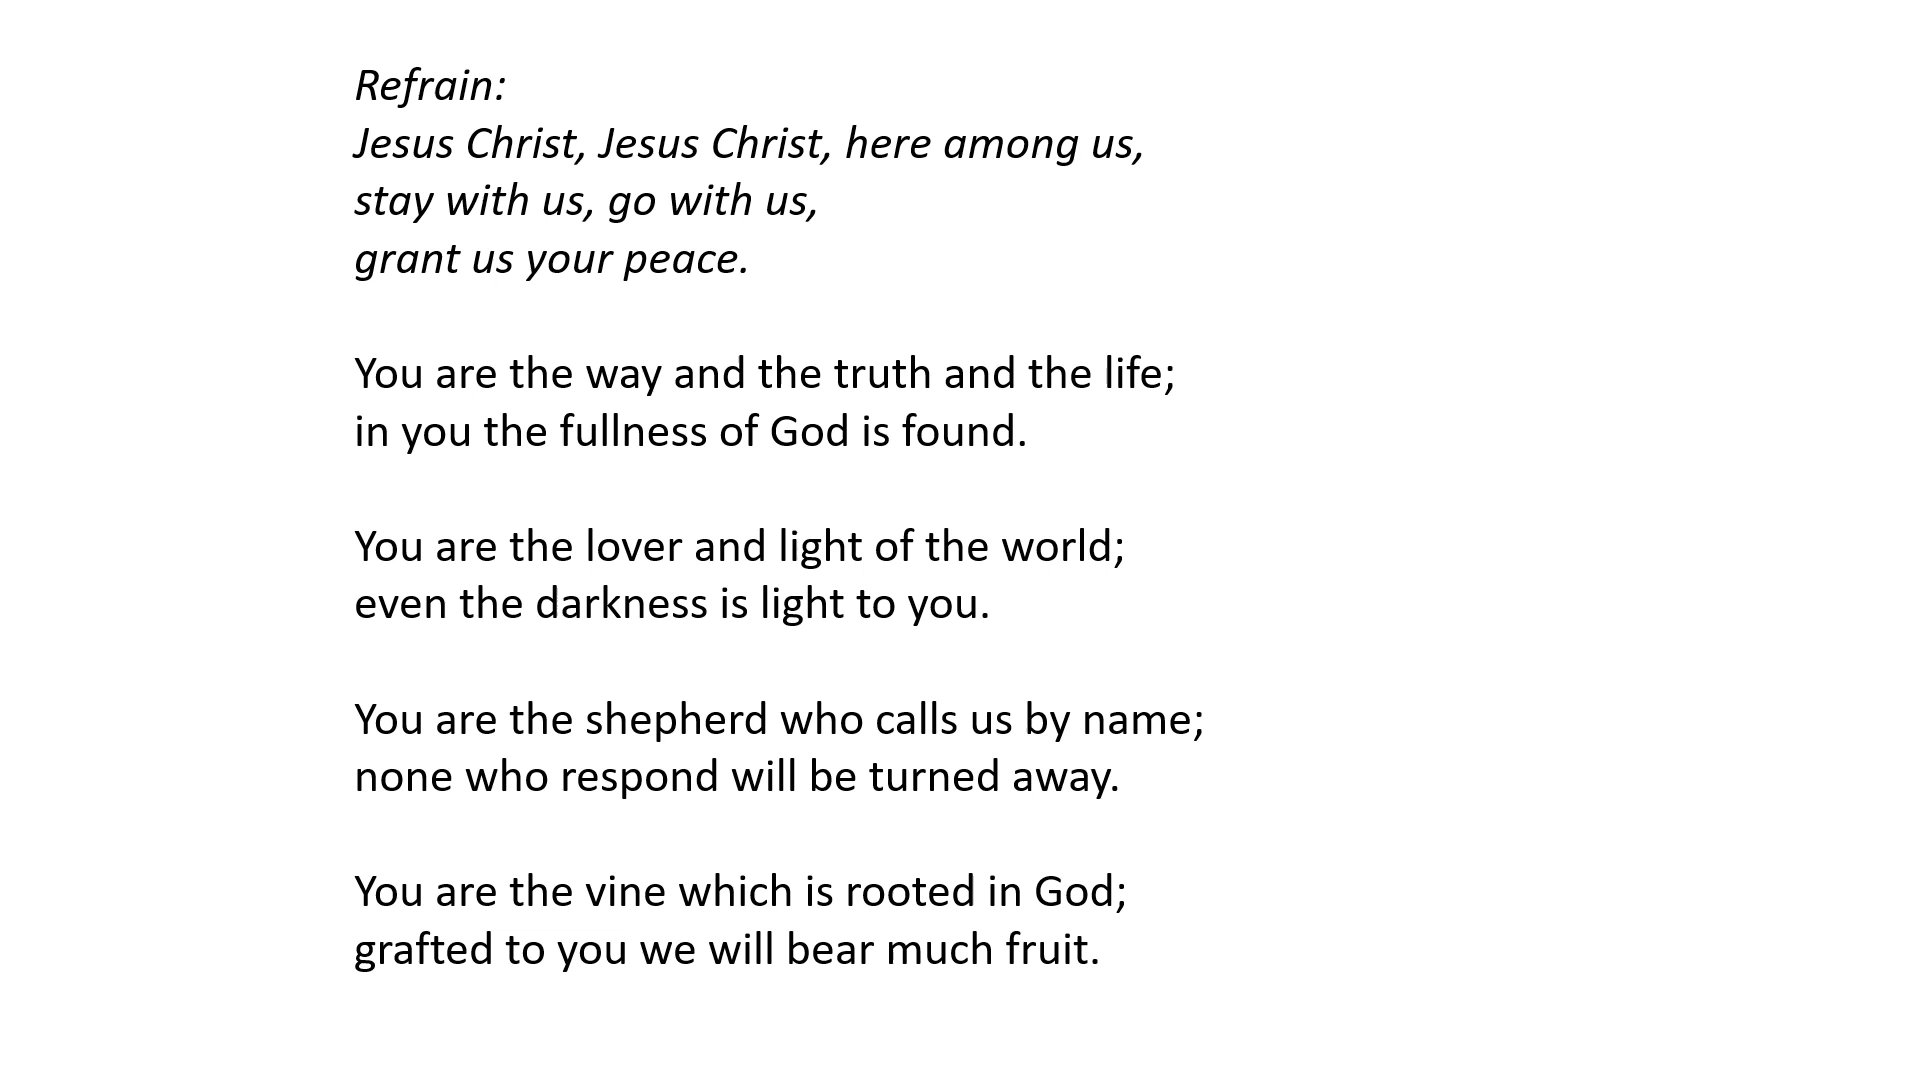 Refrain:
Jesus Christ, Jesus Christ, here among us,
stay with us, go with us,
grant us your peace.
You are the way and the truth and the life;
in you the fullness of God is found.
You are the lover and light of the world;
even the darkness is light to you.
You are the shepherd who calls us by name;
none who respond will be turned away.
You are the vine which is rooted in God;
grafted to you we will bear much fruit.